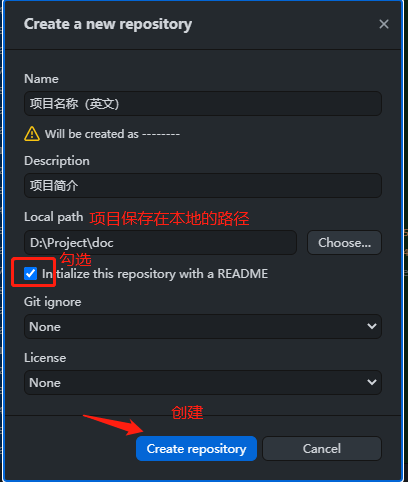 Create a new repository
Name
项目名称（英文）
Will be created as --------
Description
项目简介
Local path 项目保存在本地的路径
D:\Project\doc Choose...
勾选
Initialize this repository with a README
Git ignore
None
License
None
创建
Create repository Cancel